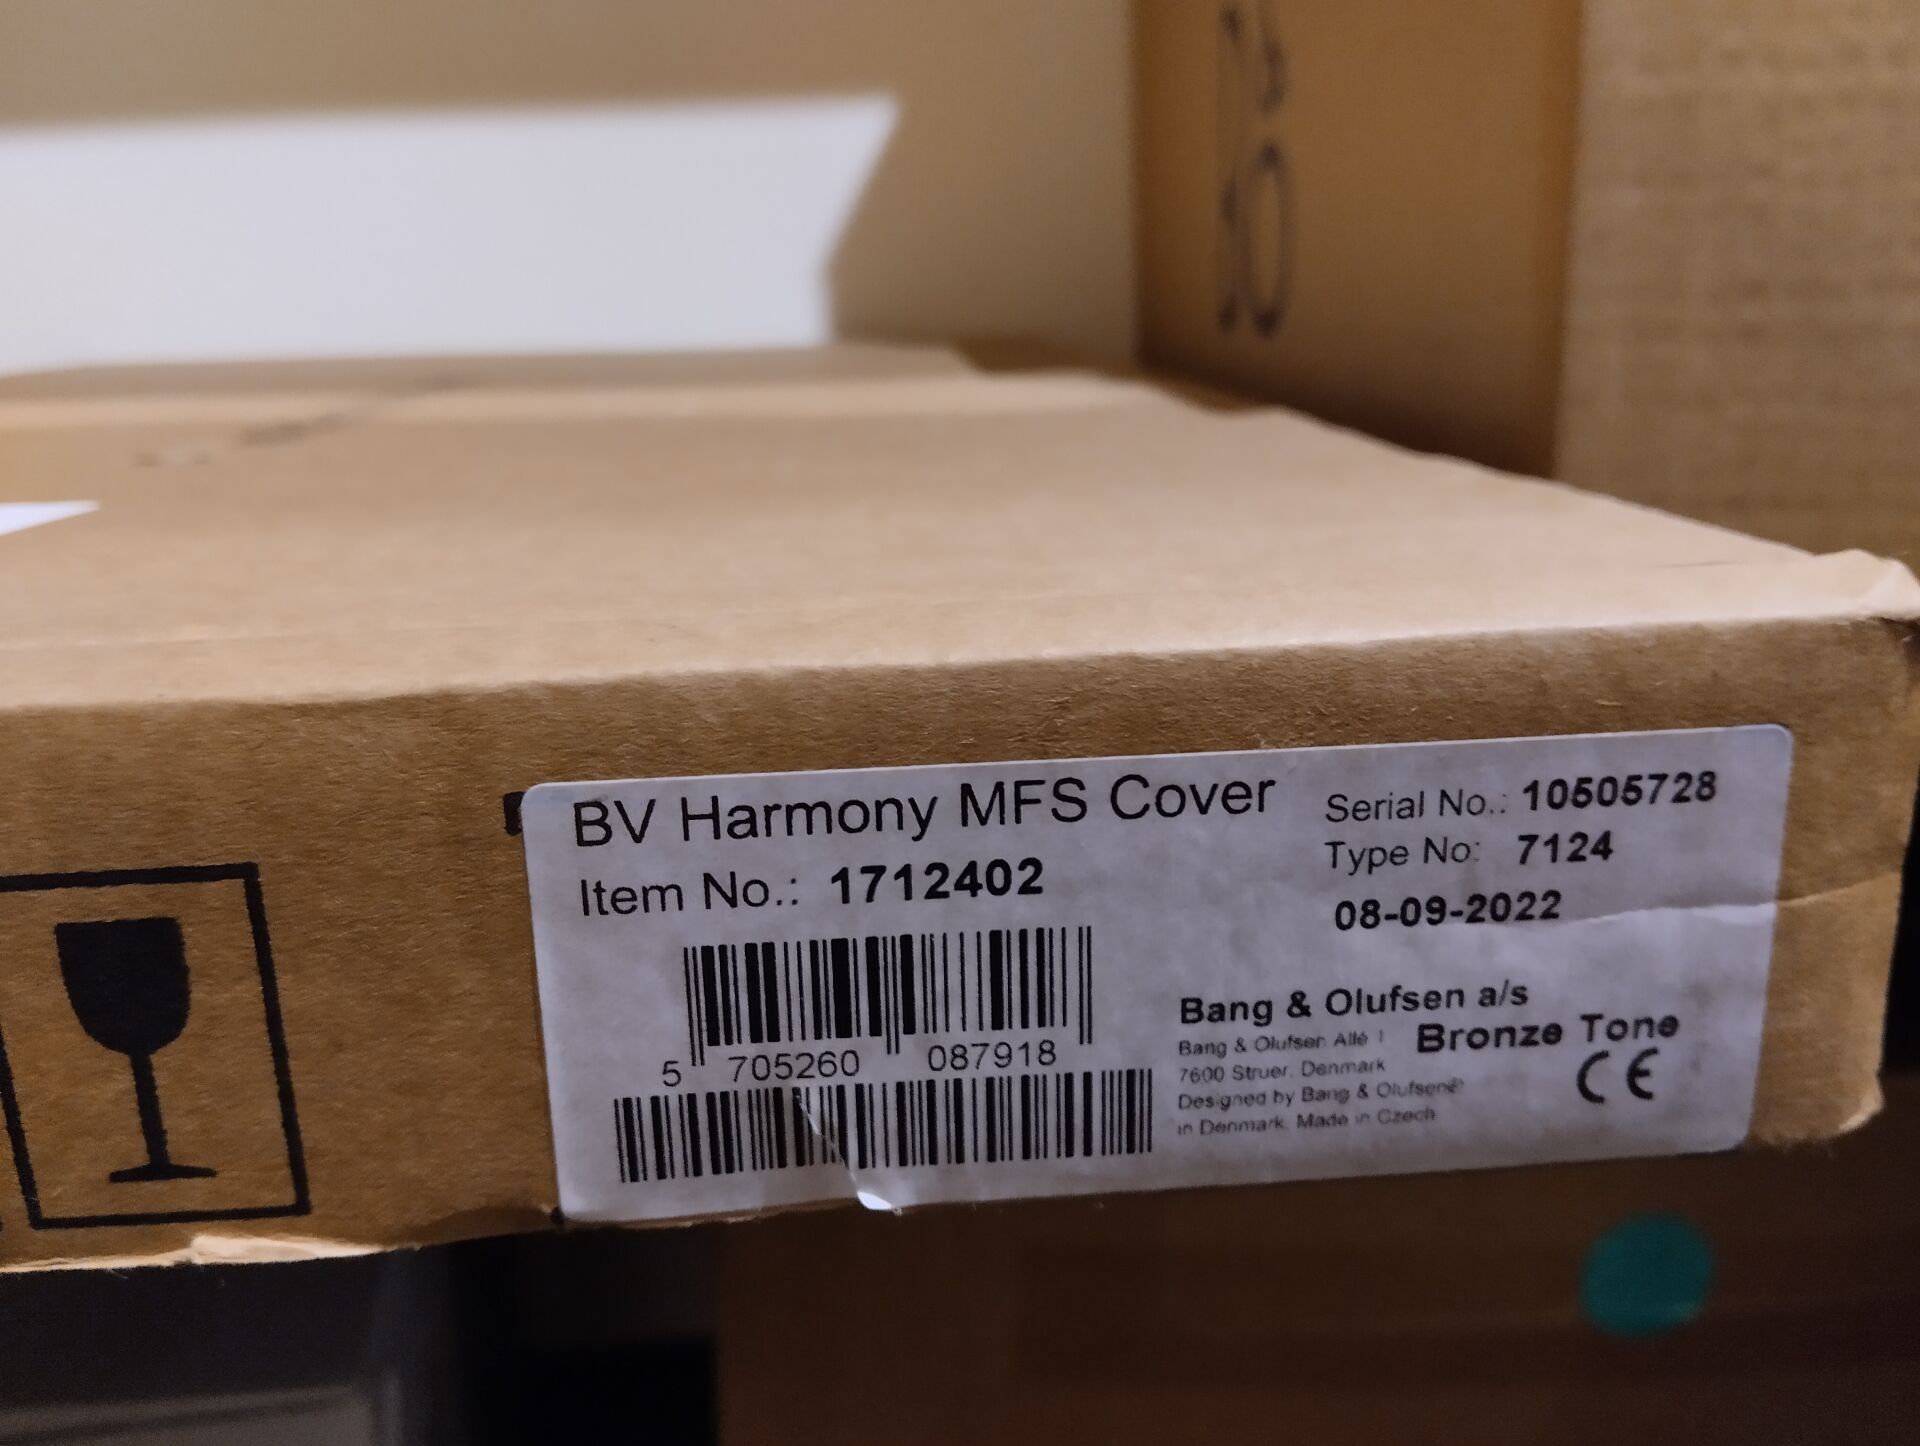 BV Harmony MFS Cover
Item No.: 1712402
5 705260 087918
Serial No.: 10505728
Type No: 7124
08-09-2022
Bang & Olufsen a/s
Bang & Olufsen Allé 1
Bronze Tone
7600 Struer, Denmark
CE
Designed by Bang & Olufsen
in Denmark. Made in Czech